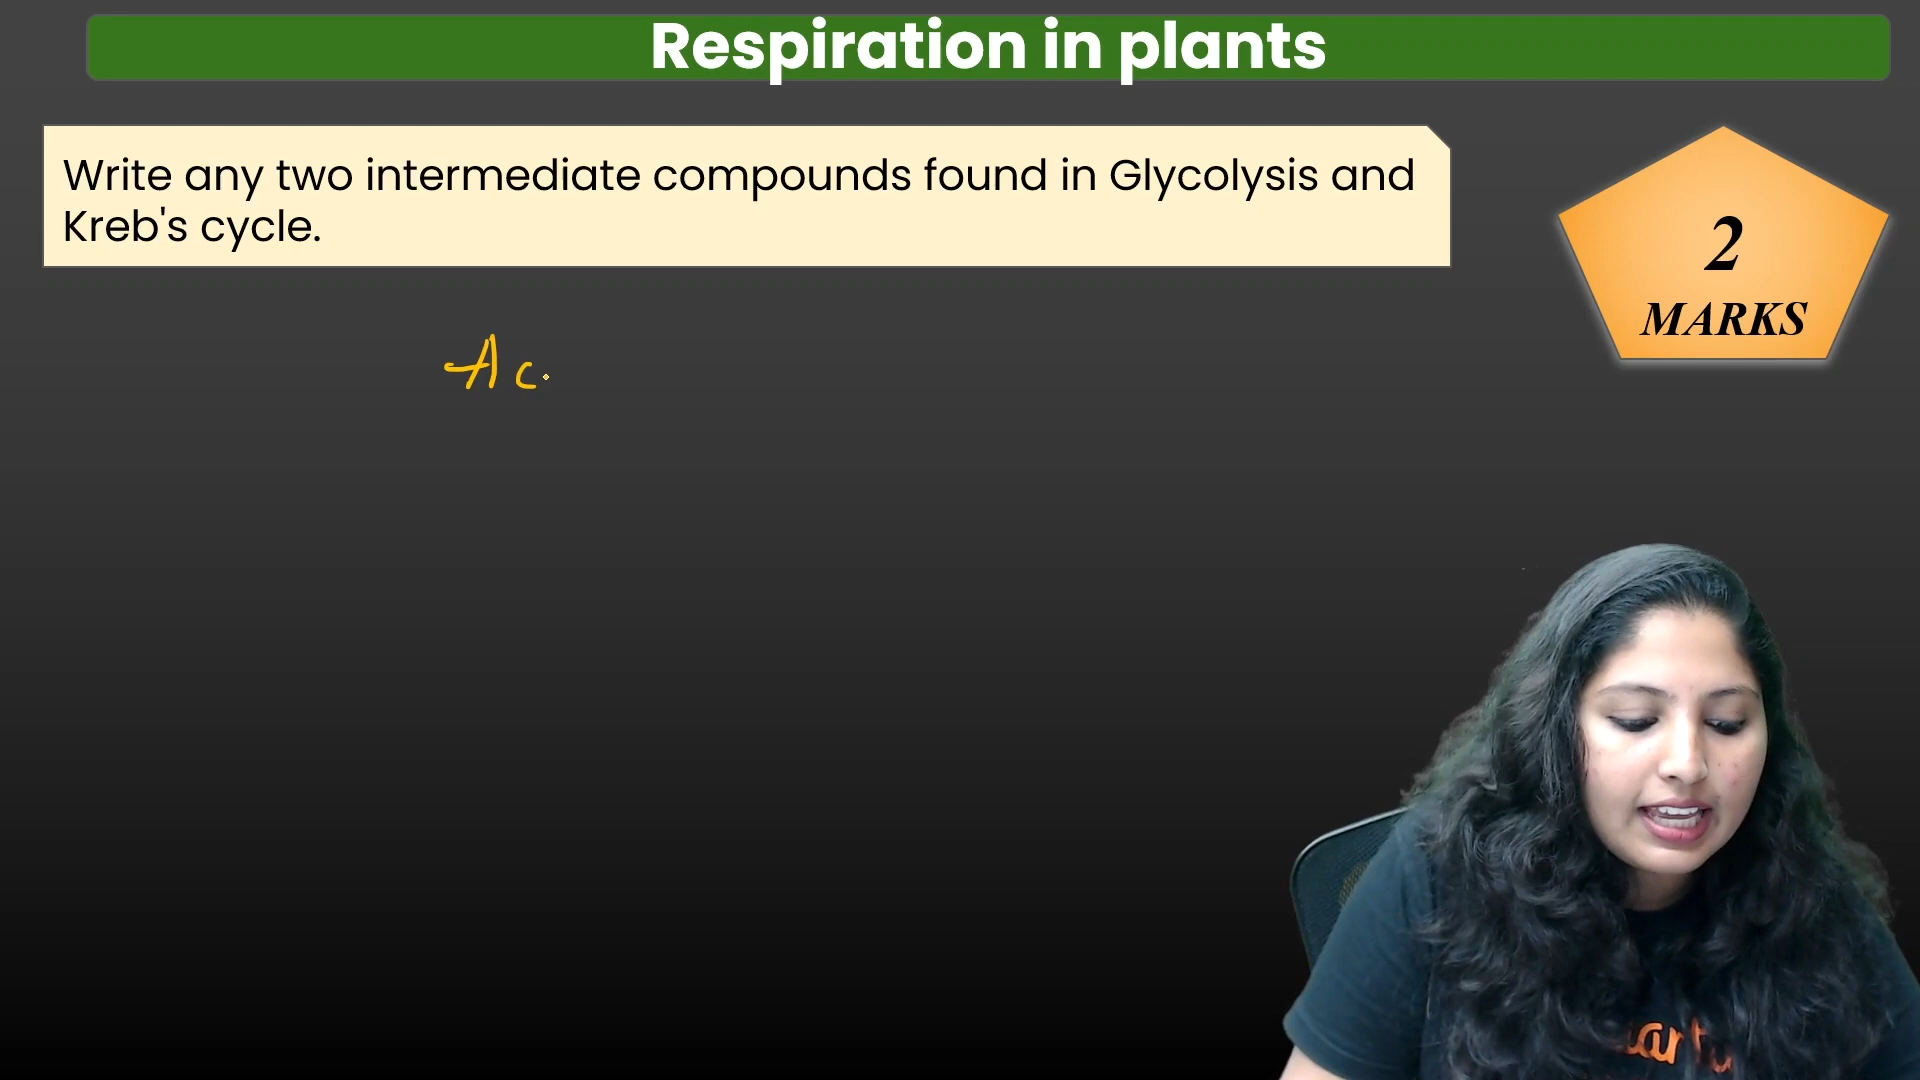 Respiration in plants
Write any two intermediate compounds found in Glycolysis and
Kreb's cycle.
2
MARKS
Ac